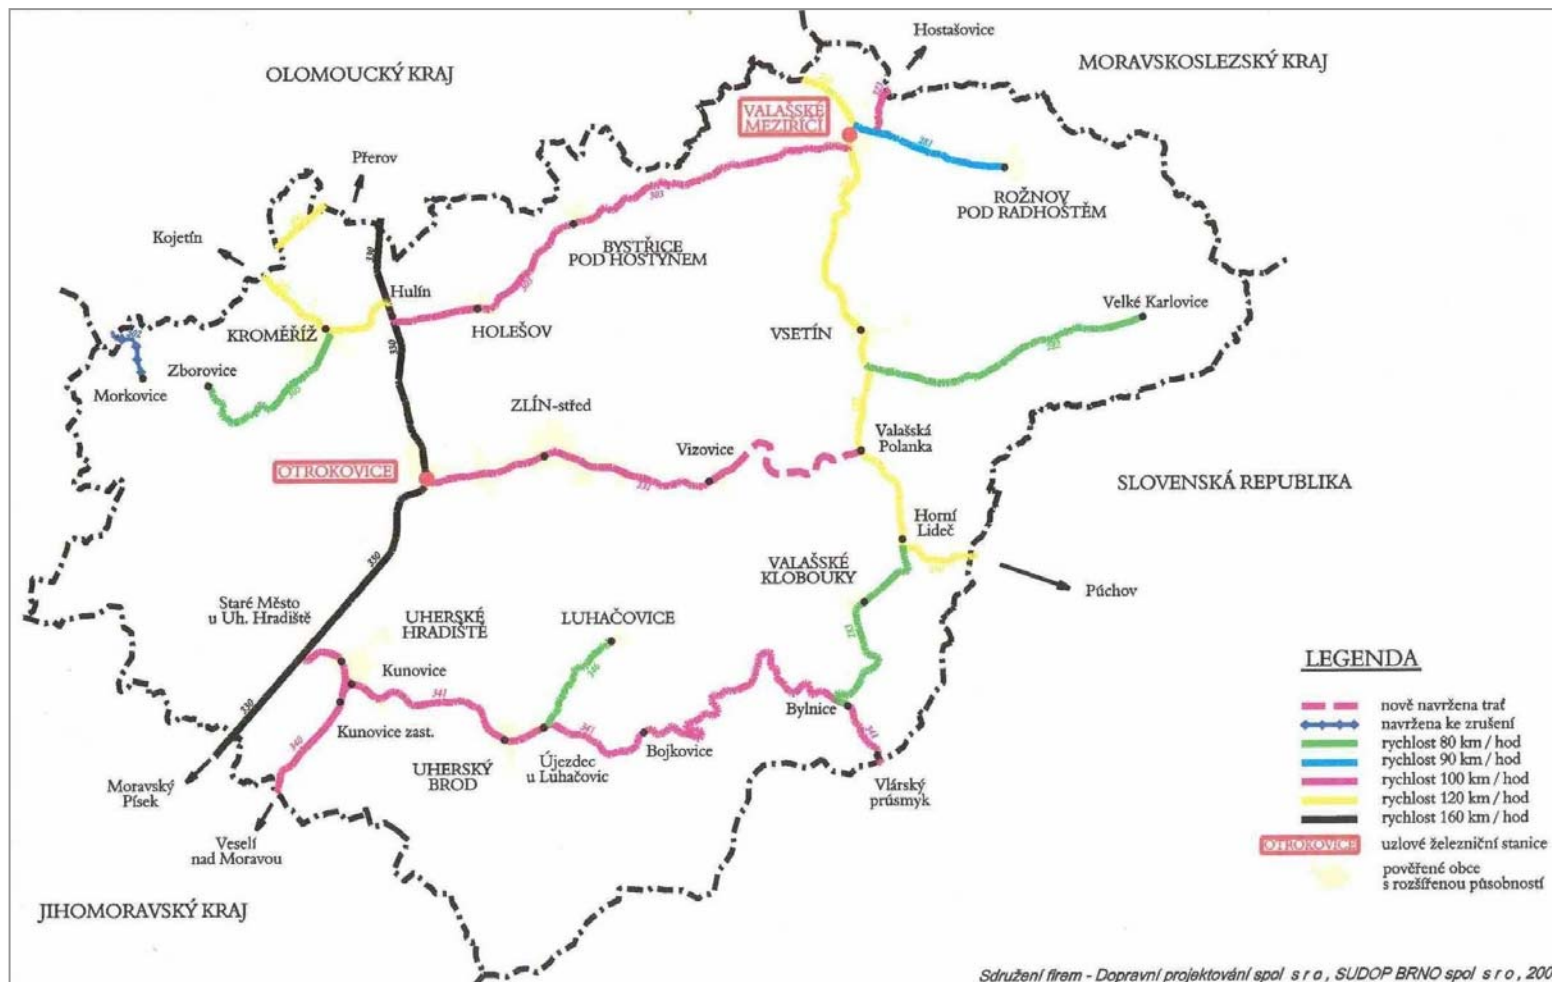 Hostašovice
OLOMOUCKÝ KRAJ
MORAVSKOSLEZSKÝ KRAJ
VALAŠSKÉ
MEZIŘÍČÍ
281
Přerov
303
ROŽNOV
POD RADHOŠTĚM
Kojetín
330
BYSTŘICE
POD HOSTÝNEM
303
Hulín
Velké Karlovice
KROMĚŘÍŽ
HOLEŠOV
VSETÍN
302
330
Zborovice
Morkovice
300
ZLÍN-střed
Vizovice
Valašská
Polanka
OTROKOVICE
331
SLOVENSKÁ REPUBLIKA
Horní
Lideč
330
VALAŠSKÉ
KLOBOUKY
Púchov
Staré Město
u Uh. Hradiště
UHERSKÉ
HRADIŠTĚ
LUHAČOVICE
Kunovice
346
283
LEGENDA
341
330
340
Kunovice zast.
341
Bylnice
341
nově navržena trať
navržena ke zrušení
rychlost 80 km / hod
rychlost 90 km / hod
rychlost 100 km / hod
rychlost 120 km / hod
rychlost 160 km / hod
UHERSKÝ
BROD
Újezdec
u Luhačovic
Bojkovice
Vlárský
průsmyk
Moravský
Písek
Veselí
nad Moravou
OTROKOVICE uzlové železniční stanice
pověřené obce
s rozšířenou působností
JIHOMORAVSKÝ KRAJ
Sdružení firem - Dopravní projektování spol s r o , SUDOP BRNO spol s r o , 200